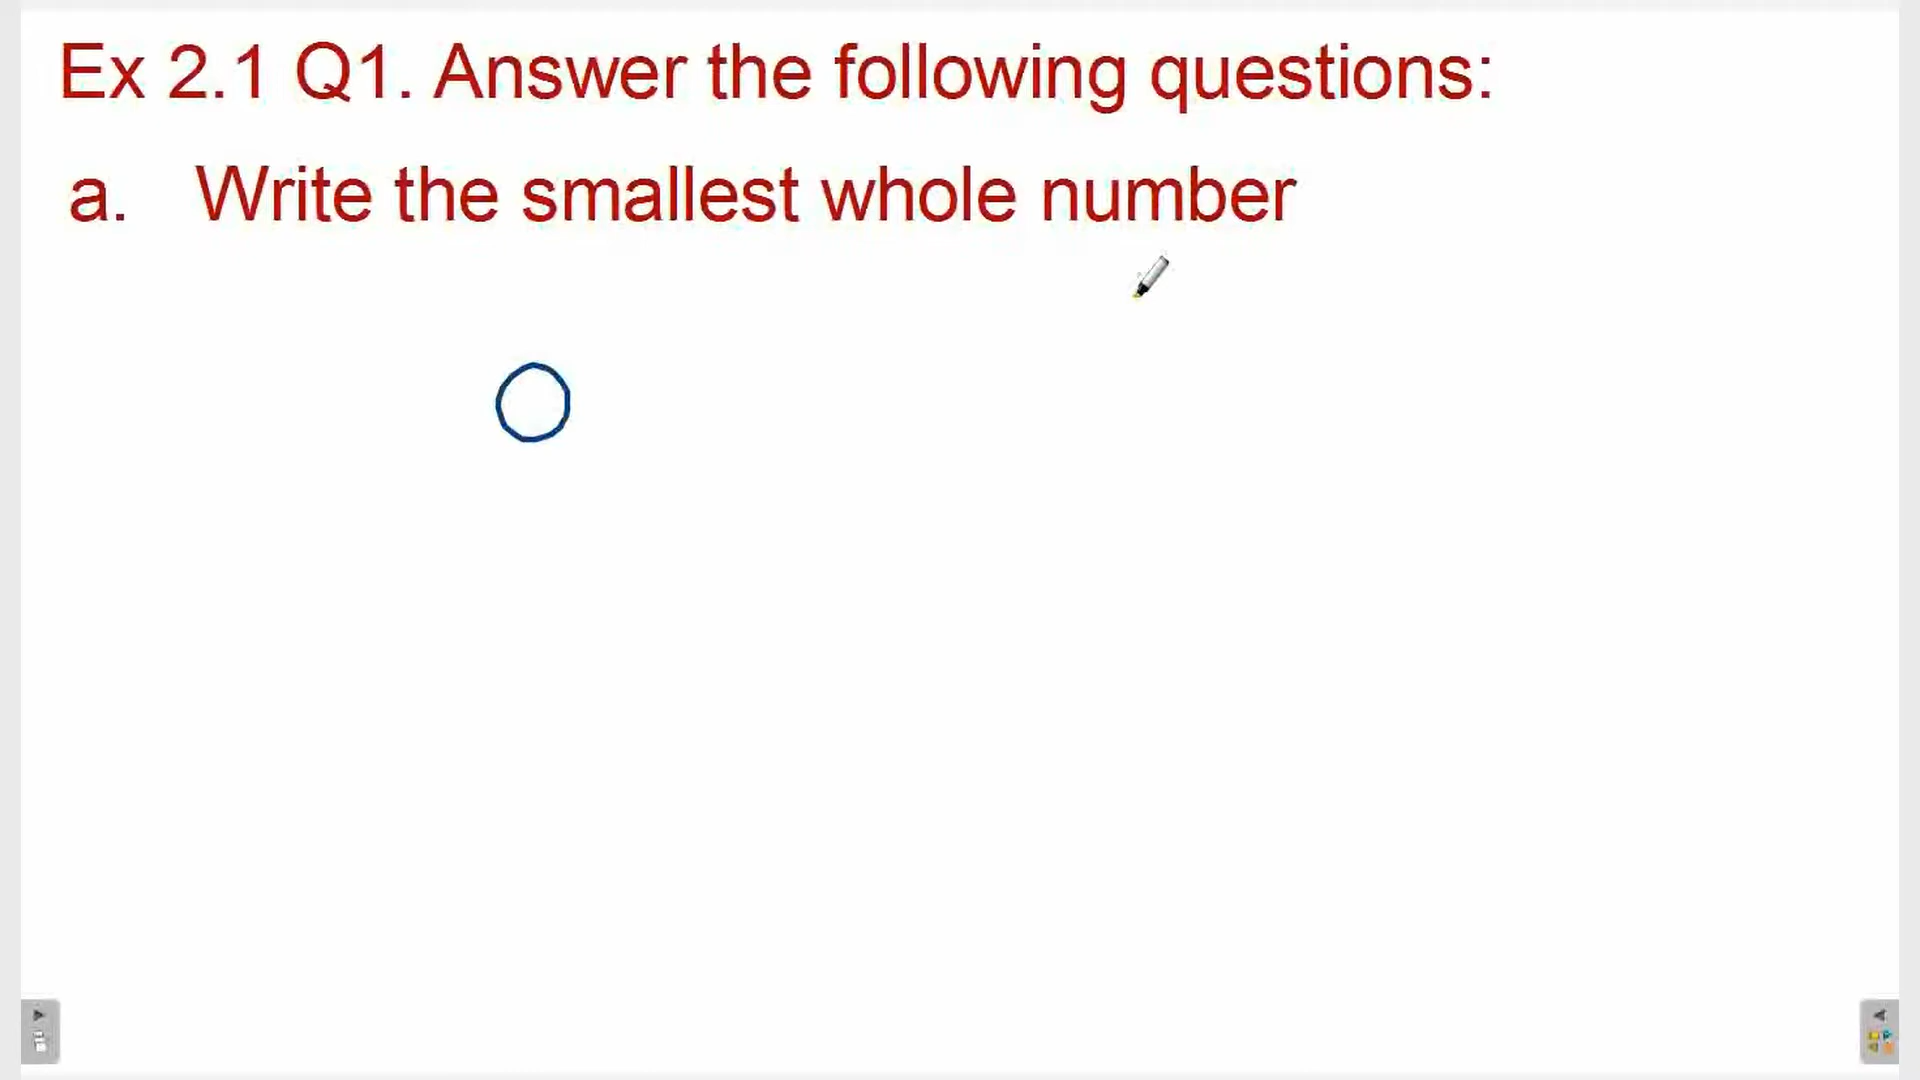 Ex 2.1 Q1. Answer the following questions:
a. Write the smallest whole number
0